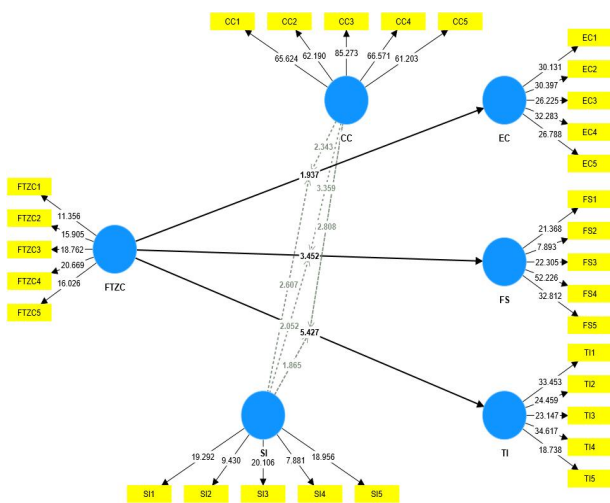 CC1 CC2 CC3 CC4 CC5
65.624 62.190 85.273 66.571 61.203
CC
EC1
EC2
EC3
EC4
EC5
30.131
30.397
26.225
32.283
26.788
EC
2.343
1.937
3.359
2.808
FTZC1
FTZC2
FTZC3
FTZC4
FTZC5
11.356
15.905
18.762
20.669
16.026
FTZC
3.452
FS1
FS2
FS3
FS4
FS5
21.368
7.893
22.305
52.226
32.812
FS
2.607
2.052
5.427
1.865
TI1
TI2
TI3
TI4
TI5
33.453
24.459
23.147
34.617
18.738
TI
SI
19.292 9.430 20.106 7.881 18.956
SI1 SI2 SI3 SI4 SI5